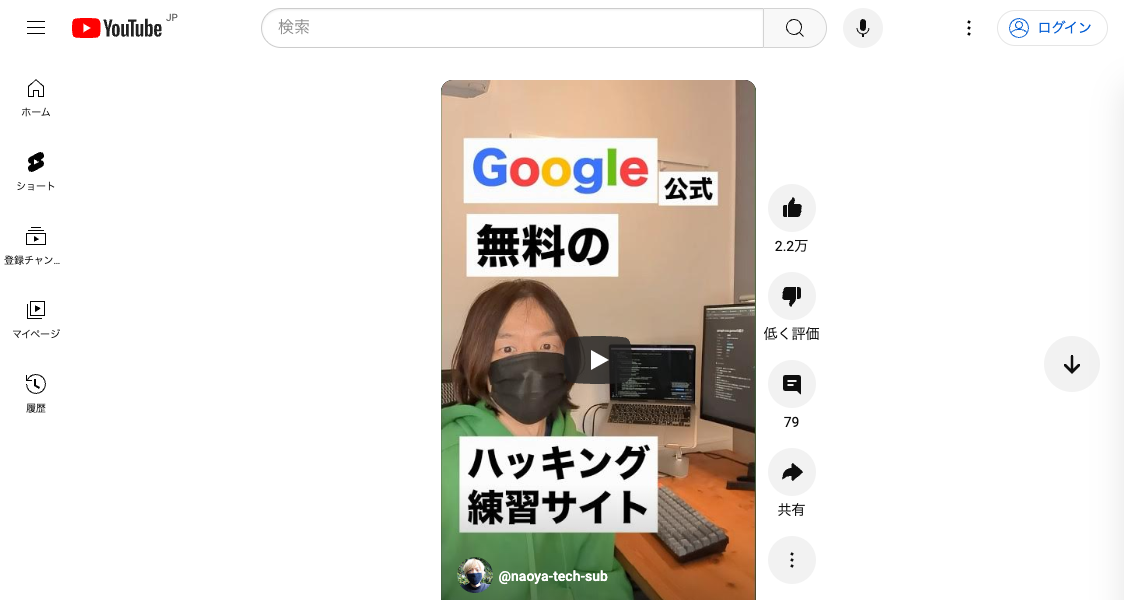 YouTube JP
検索
ログイン
ホーム
ショート
登録チャン...
マイページ
履歴
Google 公式
無料の
ハッキング
練習サイト
@naoya-tech-sub
2.2万
低く評価
79
共有